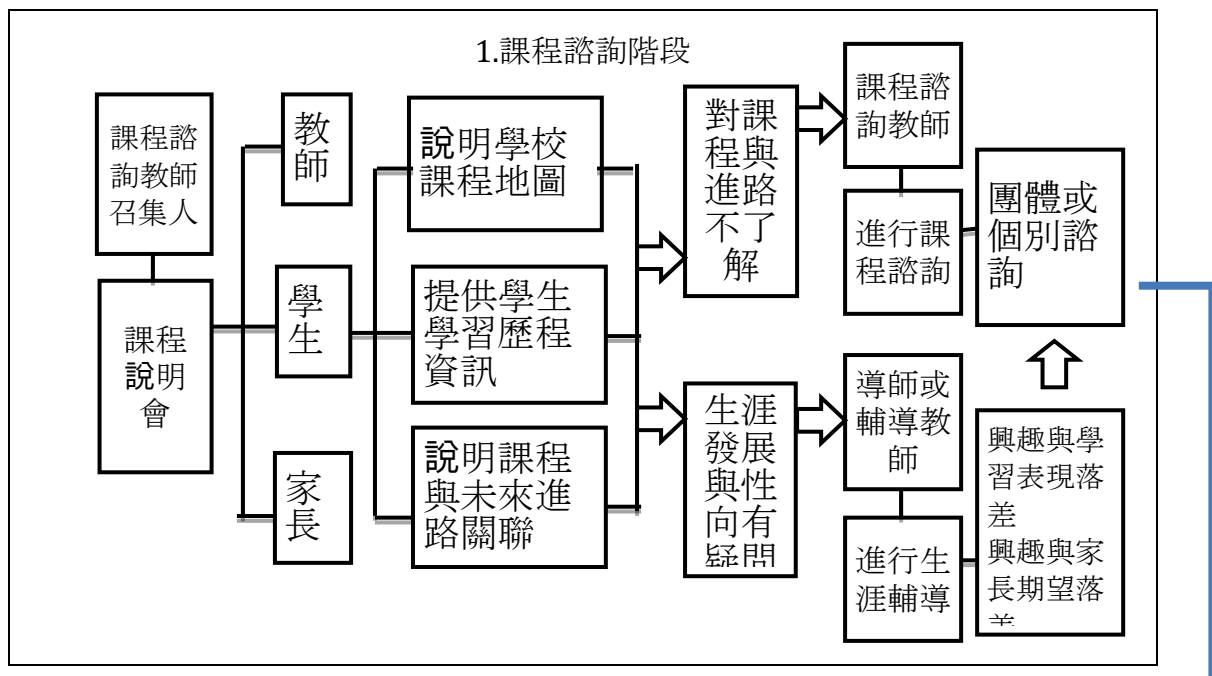 1.課程諮詢階段
課程諮
詢教師
召集人
課程
說明
會
教
師
學
生
家
長
說明學校
課程地圖
提供學生
學習歷程
資訊
說明課程
與未來進
路關聯
對課
程與
進路
不了
解
生涯
發展
與性
向有
疑問
課程諮
詢教師
進行課
程諮詢
團體或
個別諮
詢
導師或
輔導教
師
進行生
涯輔導
興趣與學
習表現落
差
興趣與家
長期望落
差